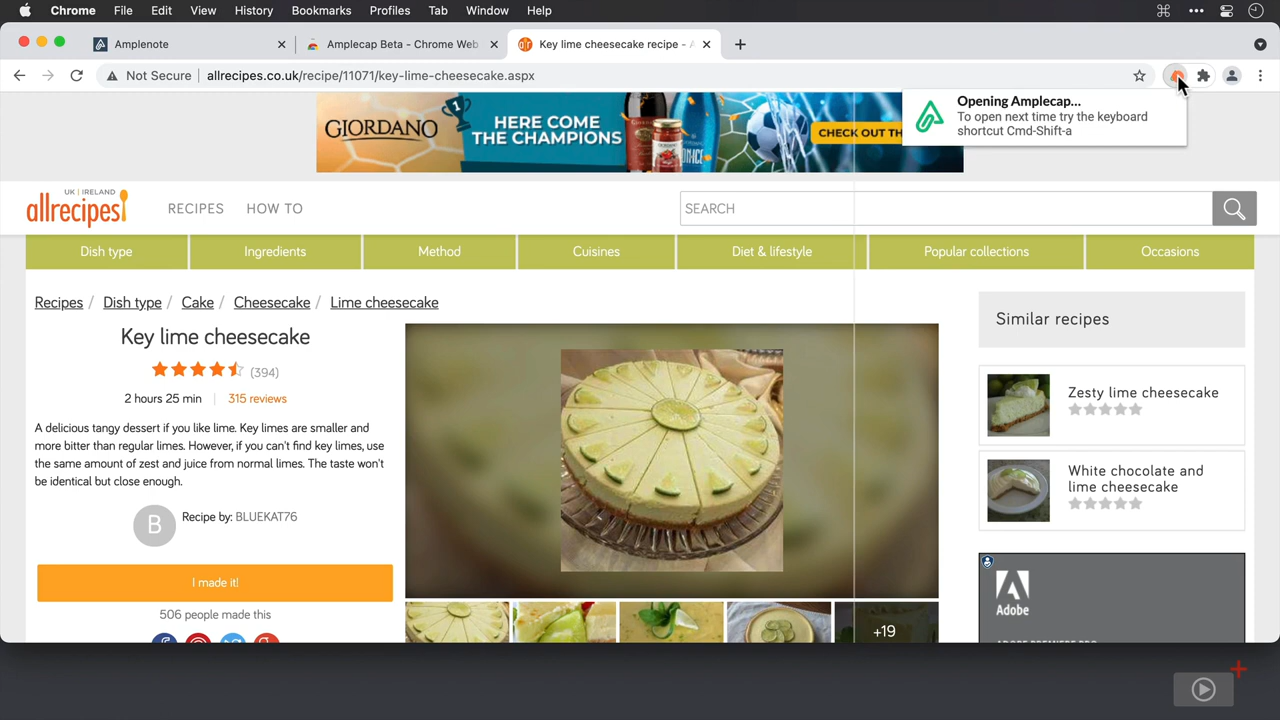 Chrome File Edit View History Bookmarks Profiles Tab Window Help
Amplenote
Amplecap Beta - Chrome Web
Key lime cheesecake recipe -
Not Secure
allrecipes.co.uk/recipe/11071/key-lime-cheesecake.aspx
Opening Amplecap...
To open next time try the keyboard
shortcut Cmd-Shift-a
GIORDANO
HERE COME
THE CHAMPIONS
CHECK OUT TH
UK | IRELAND
allrecipes
RECIPES
HOW TO
SEARCH
Dish type
Ingredients
Method
Cuisines
Diet & lifestyle
Popular collections
Occasions
Recipes / Dish type / Cake / Cheesecake / Lime cheesecake
Key lime cheesecake
(394)
2 hours 25 min
315 reviews
A delicious tangy dessert if you like lime. Key limes are smaller and
more bitter than regular limes. However, if you can't find key limes, use
the same amount of zest and juice from normal limes. The taste won't
be identical but close enough.
B
Recipe by: BLUEKAT76
I made it!
506 people made this
+19
Similar recipes
Zesty lime cheesecake
White chocolate and
lime cheesecake
Adobe